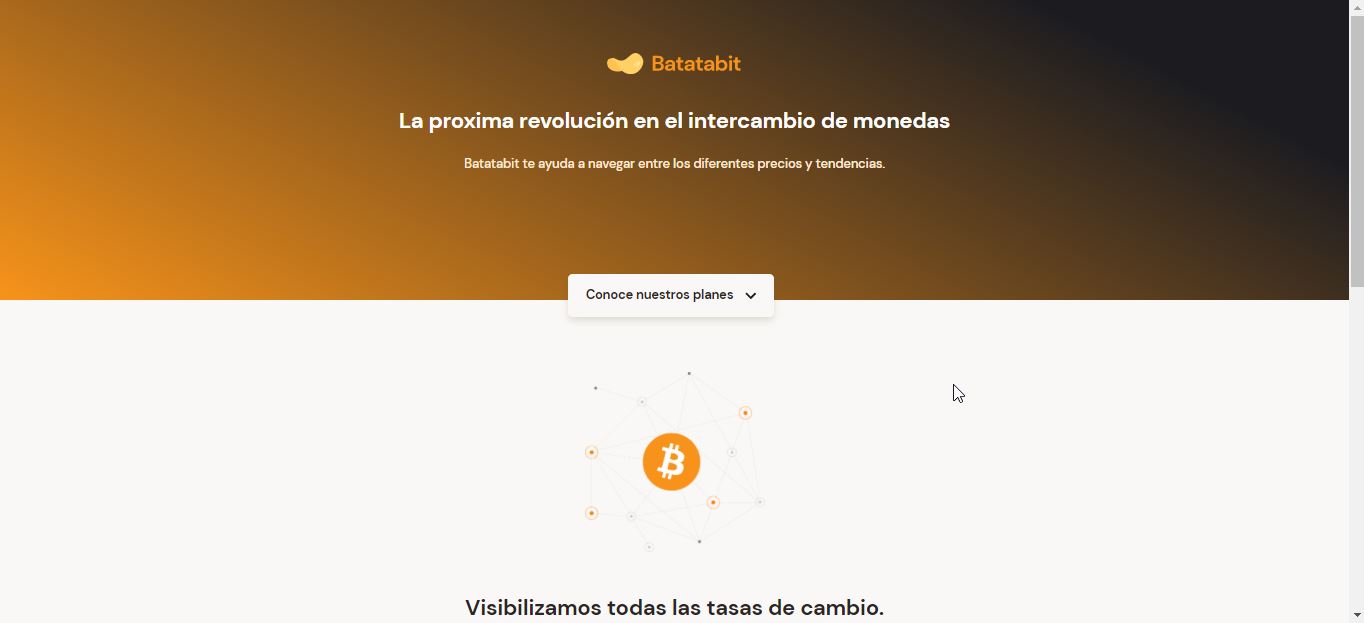 Batatabit
La proxima revolución en el intercambio de monedas
Batatabit te ayuda a navegar entre los diferentes precios y tendencias.
Conoce nuestros planes
Visibilizamos todas las tasas de cambio.